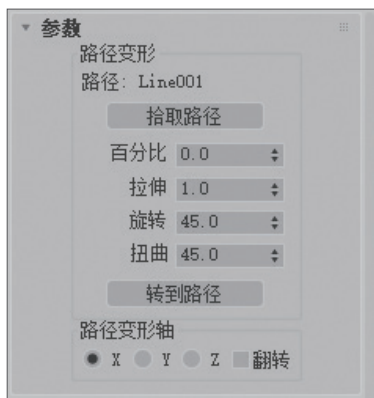 参数
路径变形
路径: Line001
拾取路径
百分比 0.0
拉伸 1.0
旋转 45.0
扭曲 45.0
转到路径
路径变形轴
X Y Z 翻转